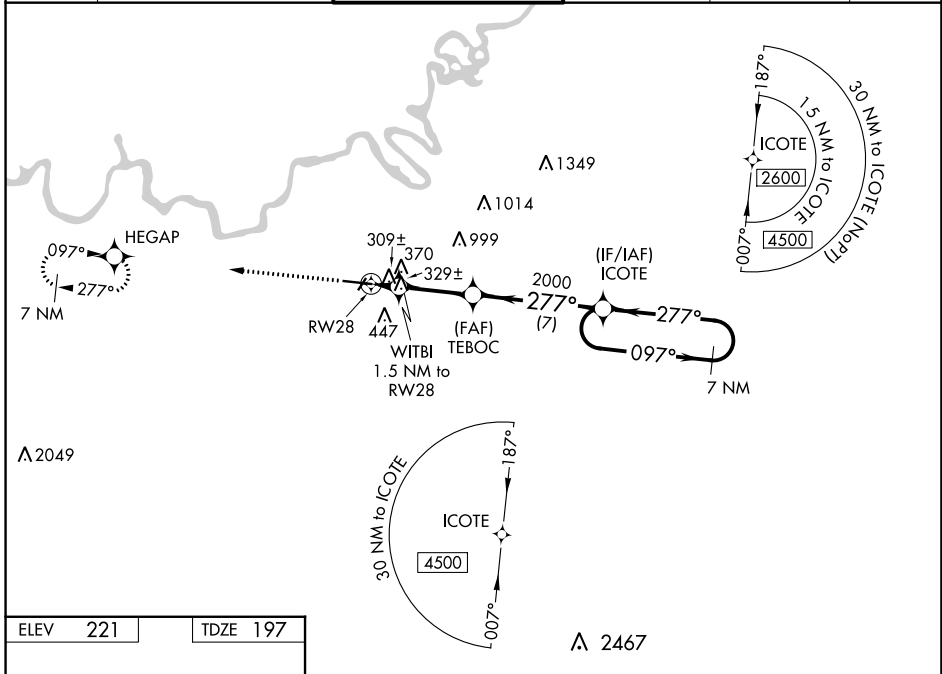 187°
30 NM to ICOTE (NoPT)
15 NM to ICOTE
ICOTE
2600
4500
007°
1349
1014
999
HEGAP
097°
277°
7 NM
309±
370
329±
RW28
447
WITBI
1.5 NM to
RW28
(FAF)
TEBOC
2000
277°
(7)
(IF/IAF)
ICOTE
277°
097°
7 NM
2049
30 NM to ICOTE
187°
ICOTE
4500
007°
2467
ELEV 221
TDZE 197